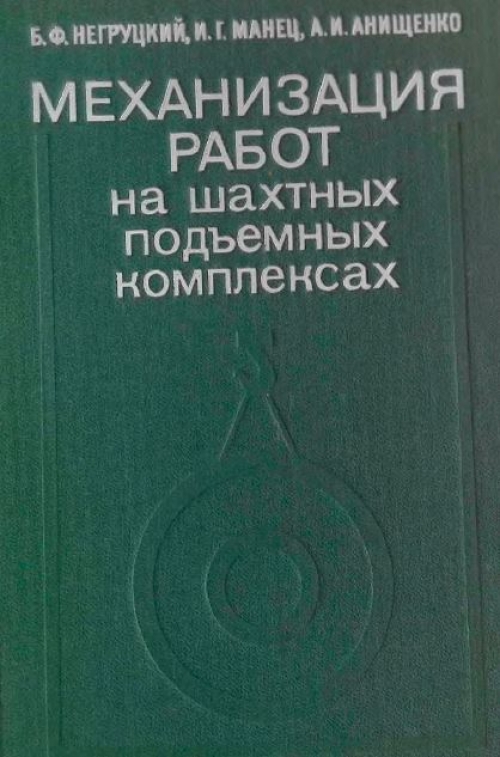 Б.Ф.НЕГРУЦКИЙ, И.Г.МАНЕЦ, А.И.АНИЩЕНКО
МЕХАНИЗАЦИЯ
РАБОТ
на шахтных
подъемных
комплексах